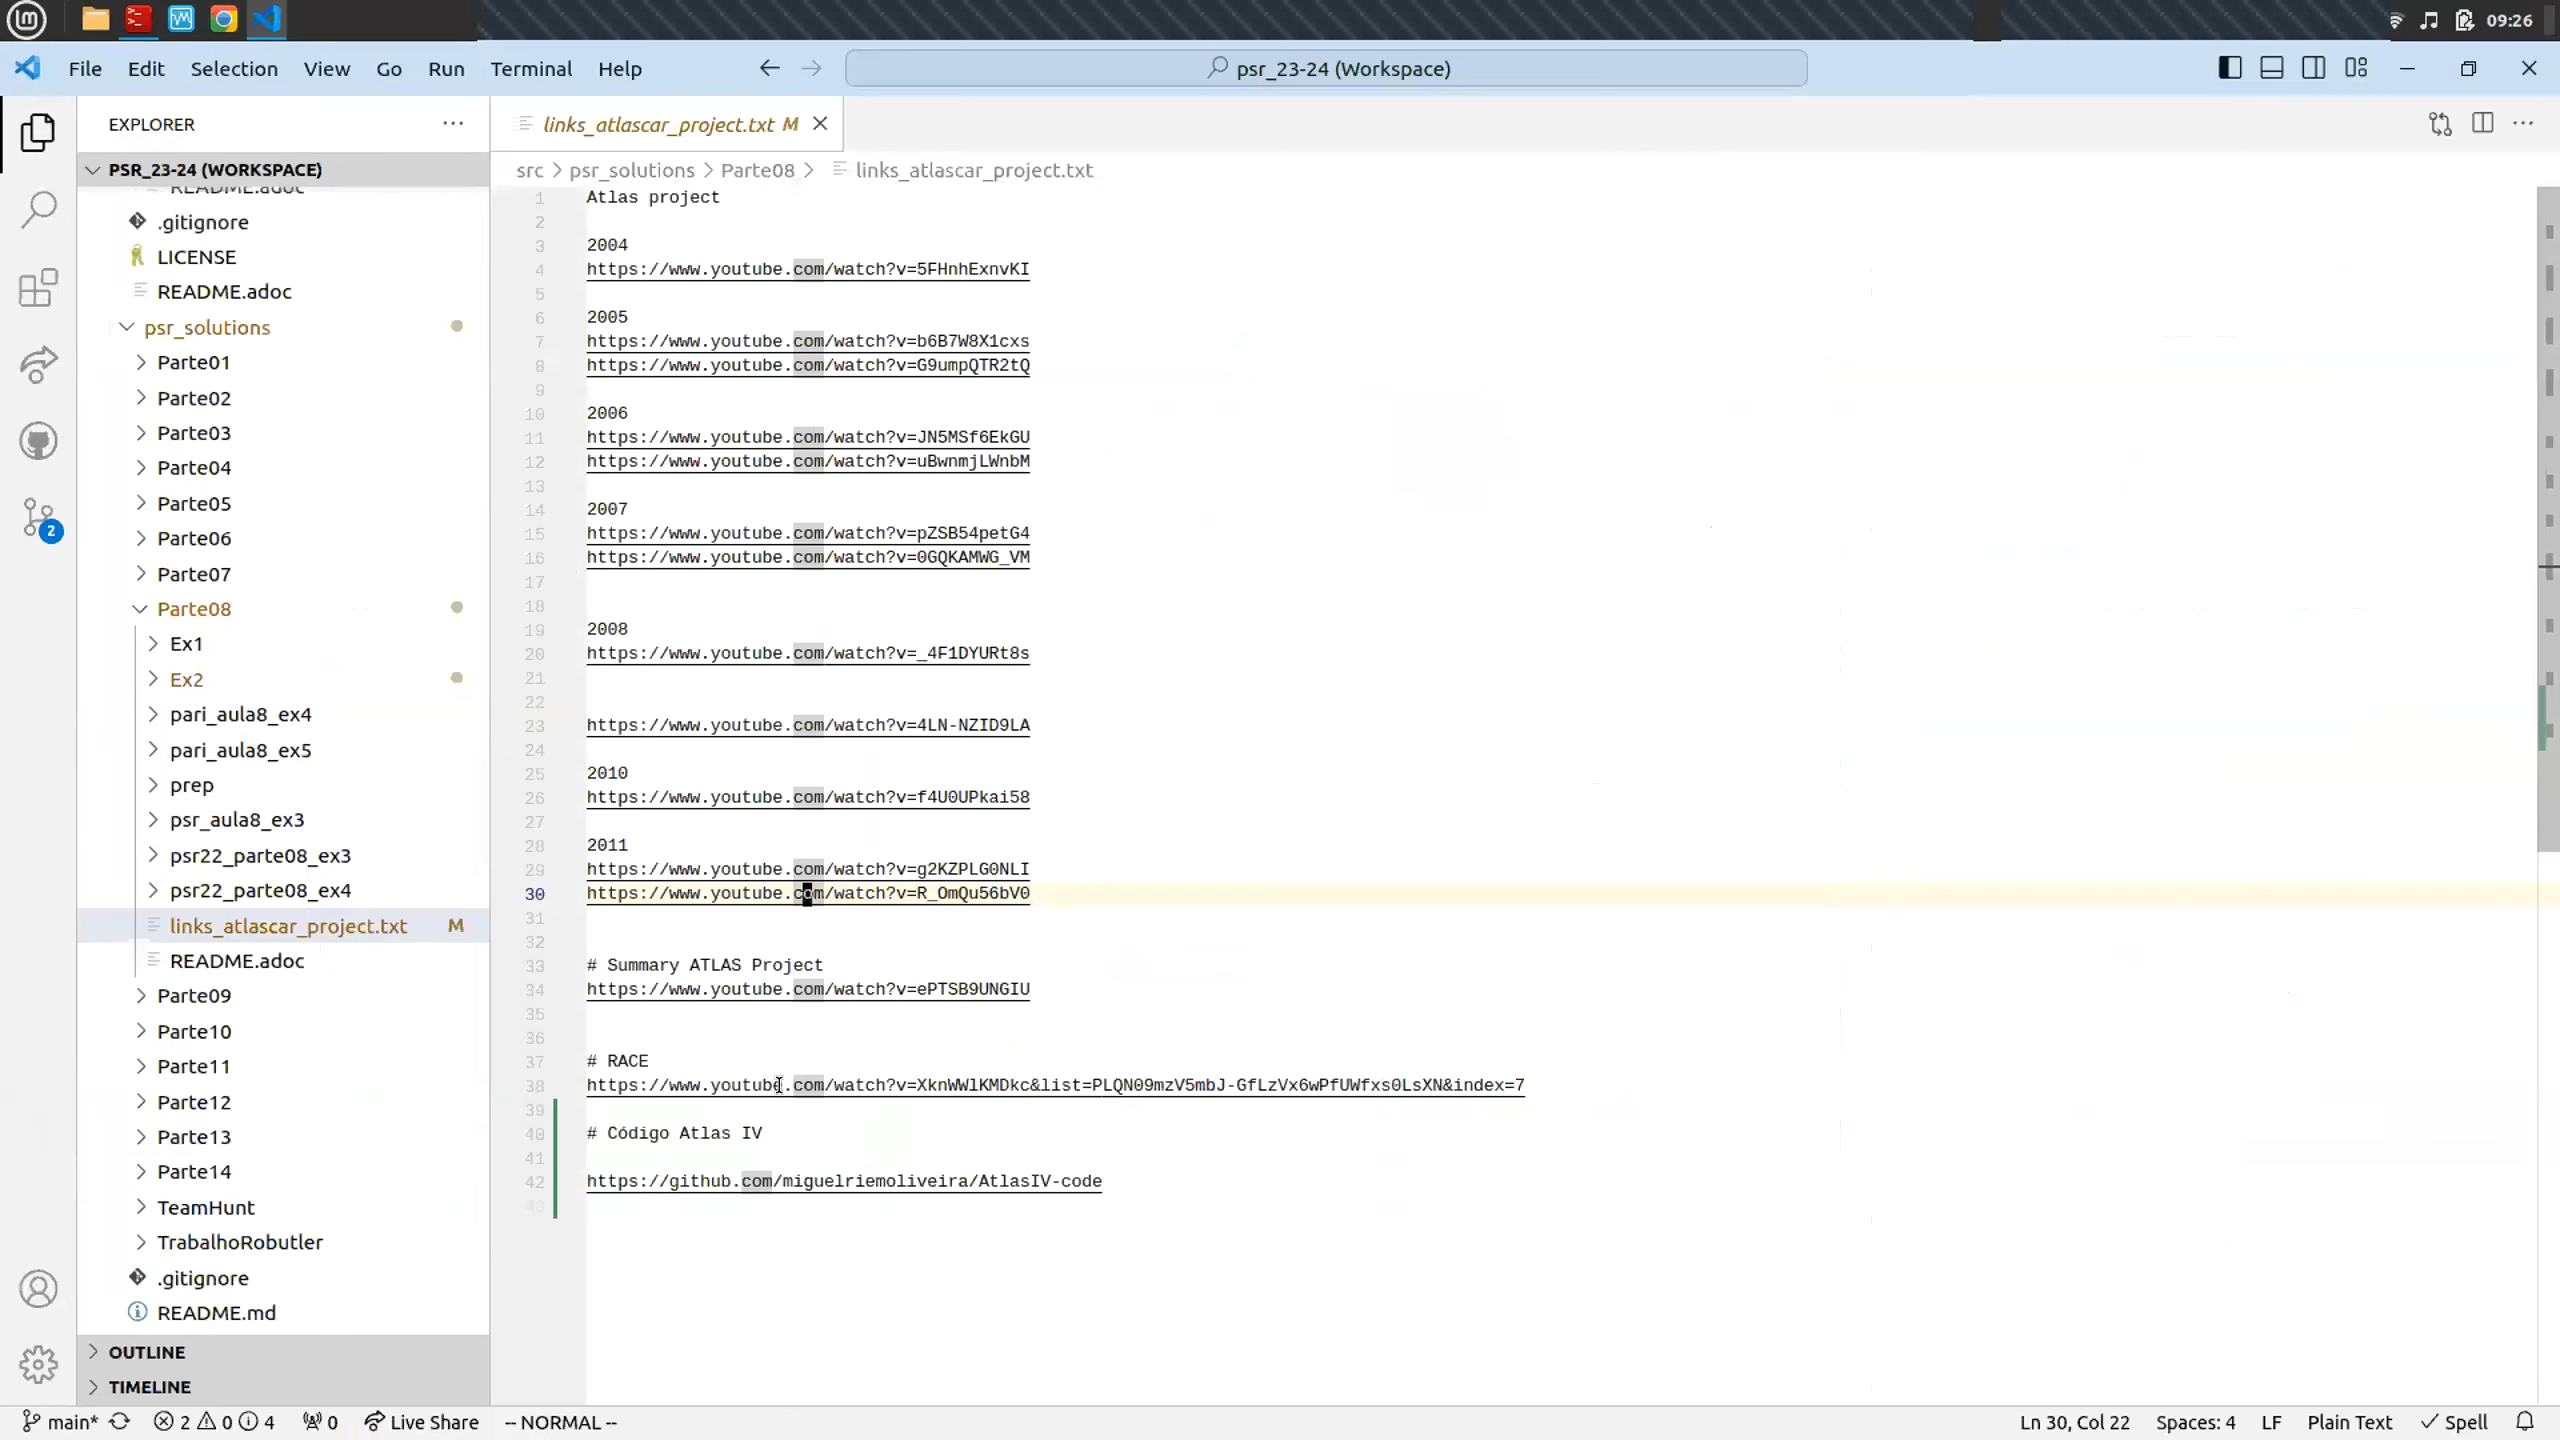 09:26
File Edit Selection View Go Run Terminal Help
psr_23-24 (Workspace)
EXPLORER
links_atlascar_project.txt M
PSR_23-24 (WORKSPACE)
src > psr_solutions > Parte08 > links_atlascar_project.txt
README.adoc
.gitignore
LICENSE
README.adoc
psr_solutions
Parte01
Parte02
Parte03
Parte04
Parte05
Parte06
Parte07
Parte08
Ex1
Ex2
pari_aula8_ex4
pari_aula8_ex5
prep
psr_aula8_ex3
psr22_parte08_ex3
psr22_parte08_ex4
links_atlascar_project.txt M
README.adoc
Parte09
Parte10
Parte11
Parte12
Parte13
Parte14
TeamHunt
TrabalhoRobutler
.gitignore
README.md
OUTLINE
TIMELINE
2
1 Atlas project
2
3 2004
4 https://www.youtube.com/watch?v=5FHnhExnvKI
5
6 2005
7 https://www.youtube.com/watch?v=b6B7W8X1cxs
8 https://www.youtube.com/watch?v=G9umpQTR2tQ
9
10 2006
11 https://www.youtube.com/watch?v=JN5MSf6EkGU
12 https://www.youtube.com/watch?v=uBwnmjLWnbM
13
14 2007
15 https://www.youtube.com/watch?v=pZSB54petG4
16 https://www.youtube.com/watch?v=0GQKAMWG_VM
17
18
19 2008
20 https://www.youtube.com/watch?v=_4F1DYURt8s
21
22
23 https://www.youtube.com/watch?v=4LN-NZID9LA
24
25 2010
26 https://www.youtube.com/watch?v=f4U0UPkai58
27
28 2011
29 https://www.youtube.com/watch?v=g2KZPLG0NLI
30 https://www.youtube.com/watch?v=R_OmQu56bV0
31
32
33 # Summary ATLAS Project
34 https://www.youtube.com/watch?v=ePTSB9UNGIU
35
36
37 # RACE
38 https://www.youtube.com/watch?v=XknWWlKMDkc&list=PLQN09mzV5mbJ-GfLzVx6wPfUWfxs0LsXN&index=7
39
40 # Código Atlas IV
41
42 https://github.com/miguelriemoliveira/AtlasIV-code
43
main* 2 0 4 0 Live Share -- NORMAL -- Ln 30, Col 22 Spaces: 4 LF Plain Text Spell